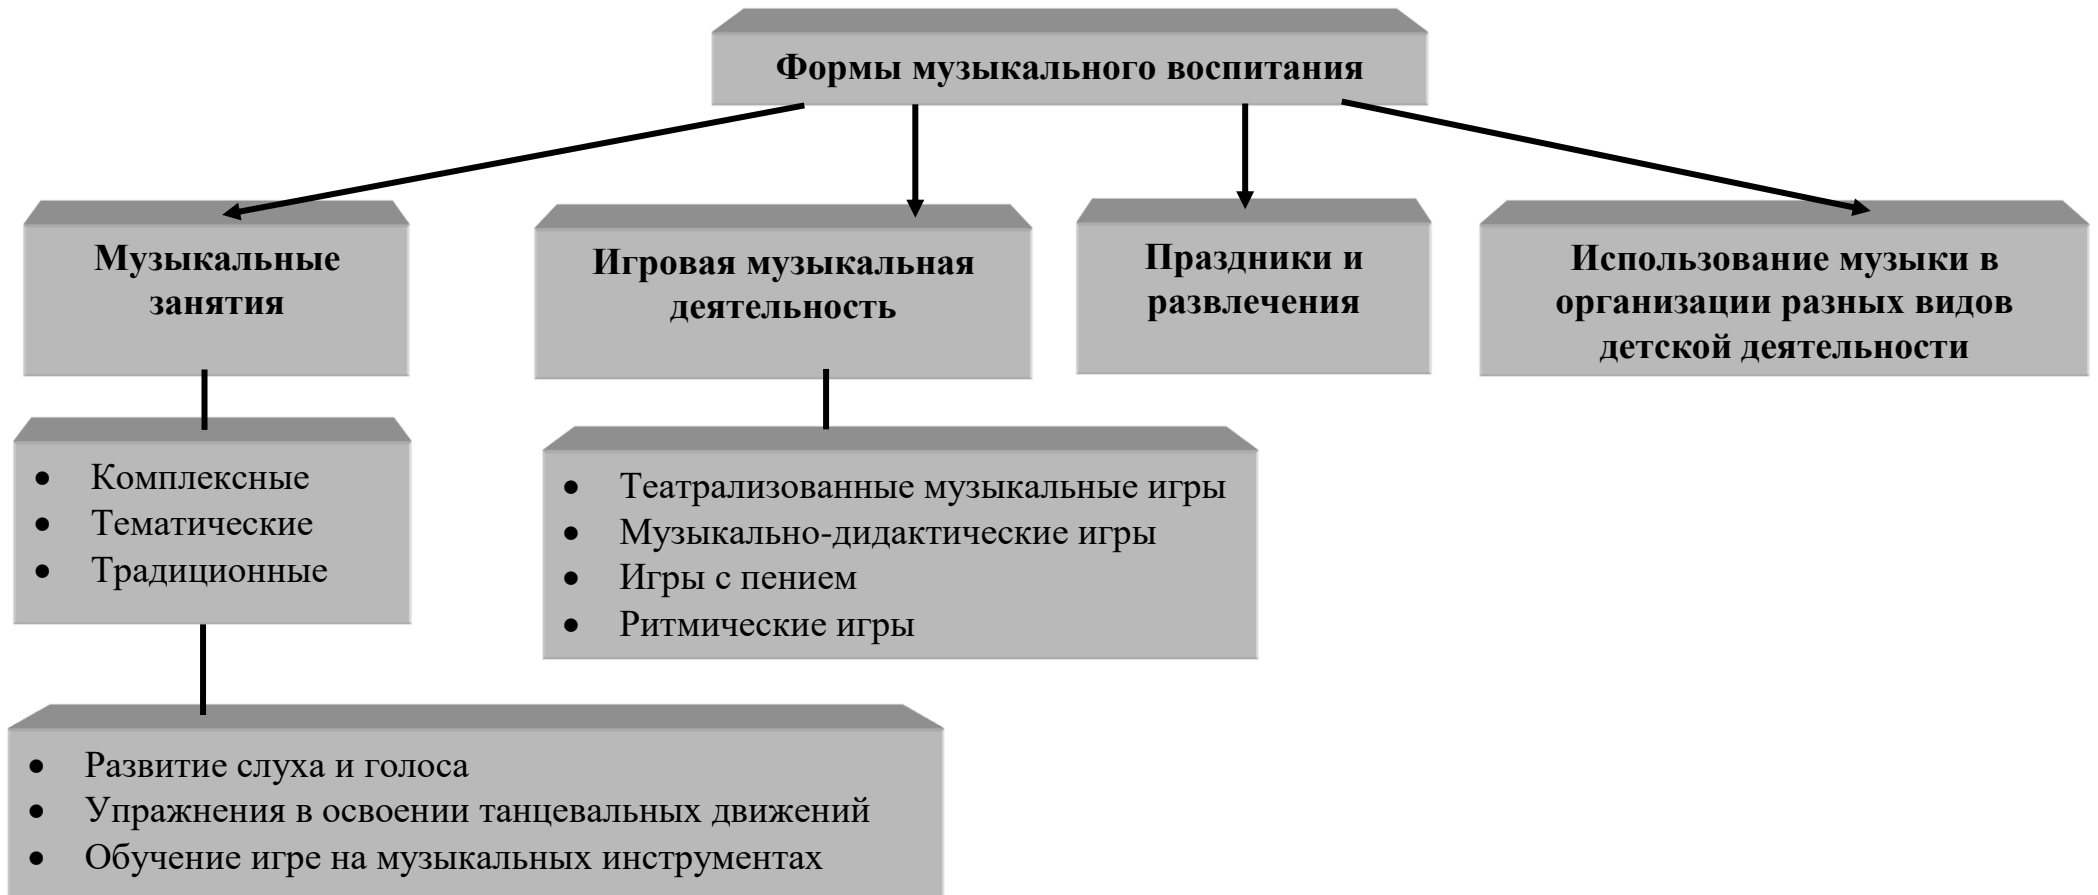 Формы музыкального воспитания
Музыкальные
занятия
Игровая музыкальная
деятельность
Праздники и
развлечения
Использование музыки в
организации разных видов
детской деятельности
• Комплексные
• Тематические
• Традиционные
• Театрализованные музыкальные игры
• Музыкально-дидактические игры
• Игры с пением
• Ритмические игры
• Развитие слуха и голоса
• Упражнения в освоении танцевальных движений
• Обучение игре на музыкальных инструментах